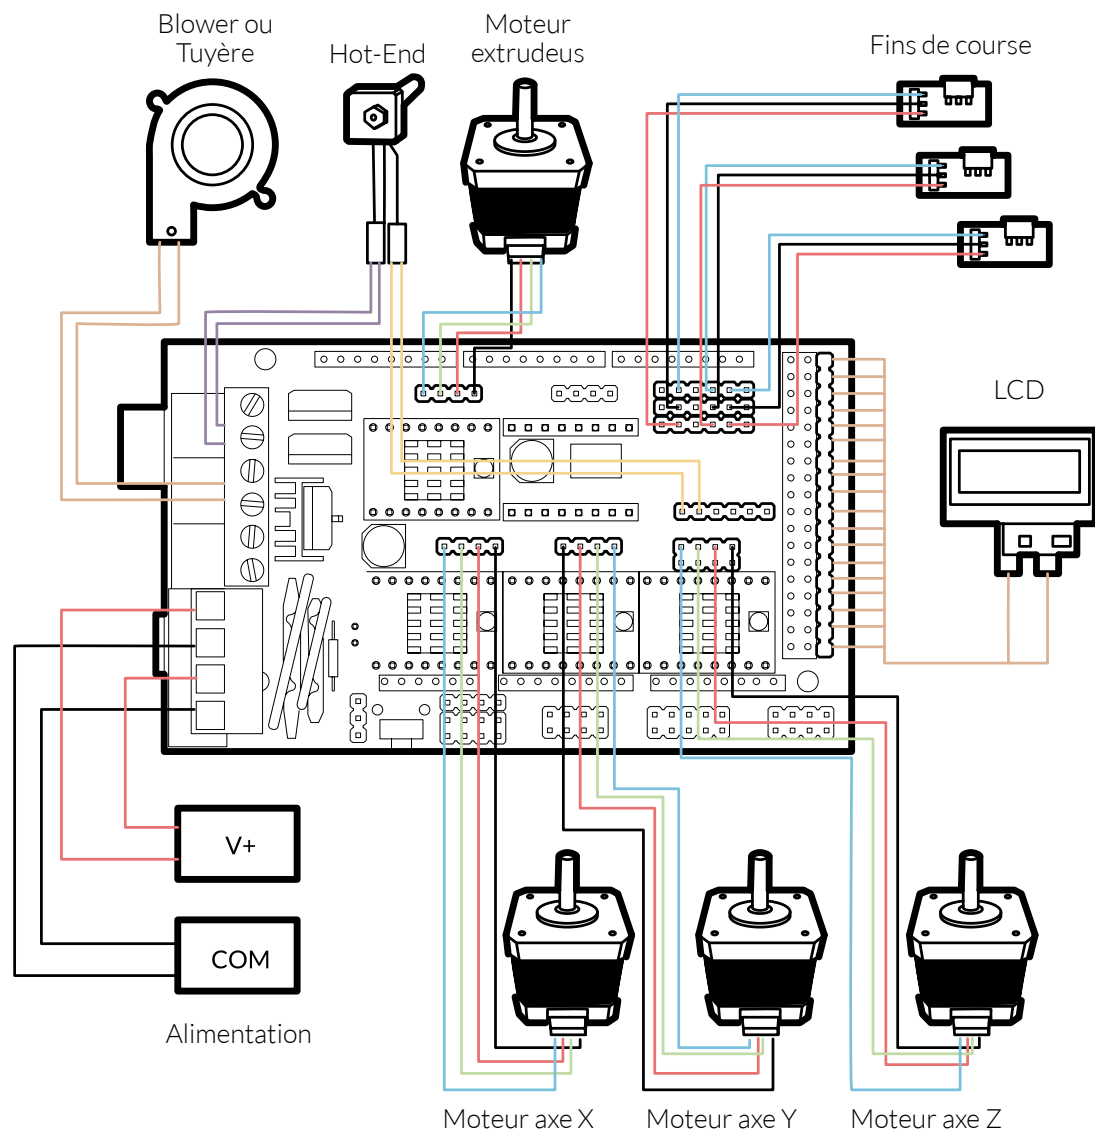 Blower ou
Tuyère
Hot-End
Moteur
extrudeus
Fins de course
LCD
V+
COM
Alimentation
Moteur axe X
Moteur axe Y
Moteur axe Z